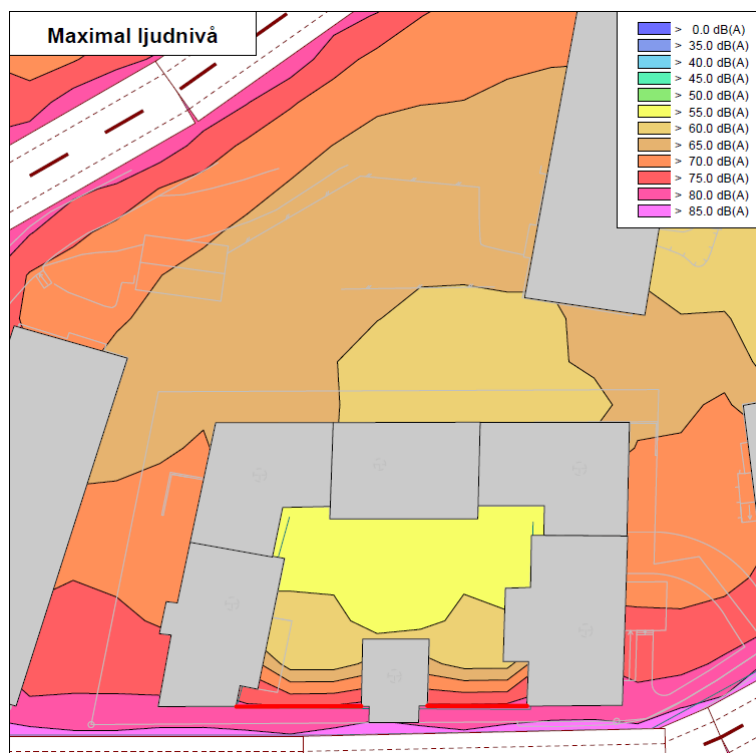 Maximal ljudnivå
> 0.0 dB(A)
> 35.0 dB(A)
> 40.0 dB(A)
> 45.0 dB(A)
> 50.0 dB(A)
> 55.0 dB(A)
> 60.0 dB(A)
> 65.0 dB(A)
> 70.0 dB(A)
> 75.0 dB(A)
> 80.0 dB(A)
> 85.0 dB(A)